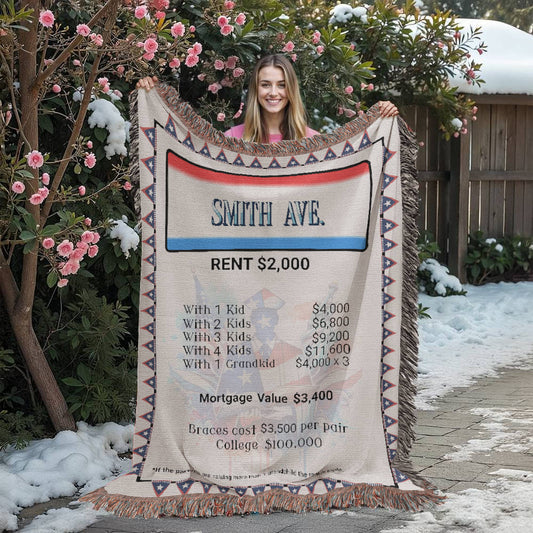 SMITH AVE.
RENT $2,000
With 1 Kid $4,000
With 2 Kids $6,800
With 3 Kids $9,200
With 4 Kids $11,600
With 1 Grandkid $4,000 x 3
Mortgage Value $3,400
Braces cost $3,500 per pair
College $100,000
*If the